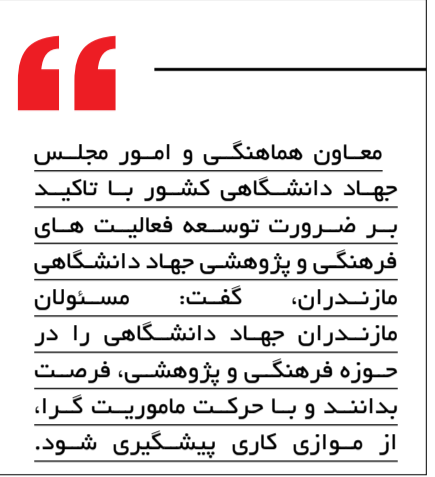 معاون هماهنگی و امور مجلس
جهاد دانشگاهی کشور با تاکید
بر ضرورت توسعه فعالیت های
فرهنگی و پژوهشی جهاد دانشگاهی
مازندران، گفت: مسئولان
مازندران جهاد دانشگاهی را در
حوزه فرهنگی و پژوهشی، فرصت
بدانند و با حرکت ماموریت گرا،
از موازی کاری پیشگیری شود.